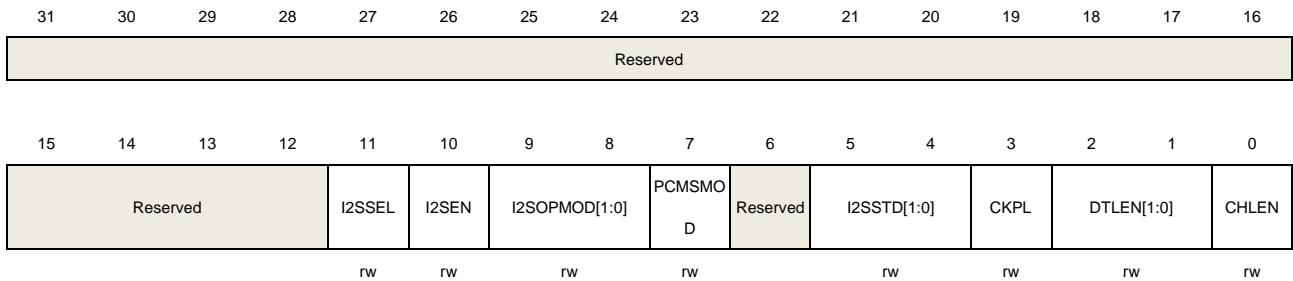 31 30 29 28 27 26 25 24 23 22 21 20 19 18 17 16
Reserved
15 14 13 12 11 10 9 8 7 6 5 4 3 2 1 0
Reserved I2SSEL I2SEN I2SOPMOD[1:0] PCMSMO
D Reserved I2SSTD[1:0] CKPL DTLEN[1:0] CHLEN
rw rw rw rw rw rw rw rw